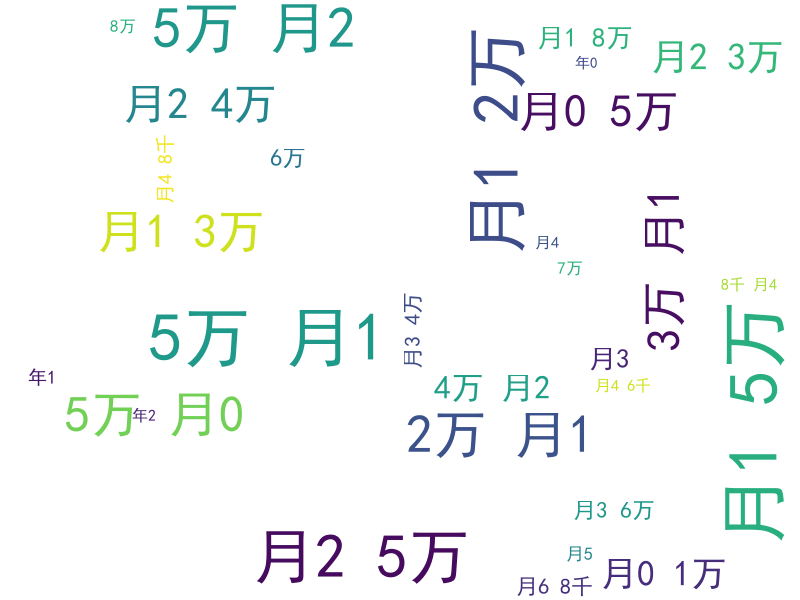 8万
5万 月2
月1 8万
年0
月2 3万
月2 4万
月1 2万
月0 5万
月4 8千
6万
月1 3万
3万 月1
月4
7万
8千 月4
月3 4万
5万 月1
月1 5万
月3
年1
4万 月2
月4 6千
5万 月0
年2
2万 月1
月3 6万
月2 5万
月5
月6 8千
月0 1万